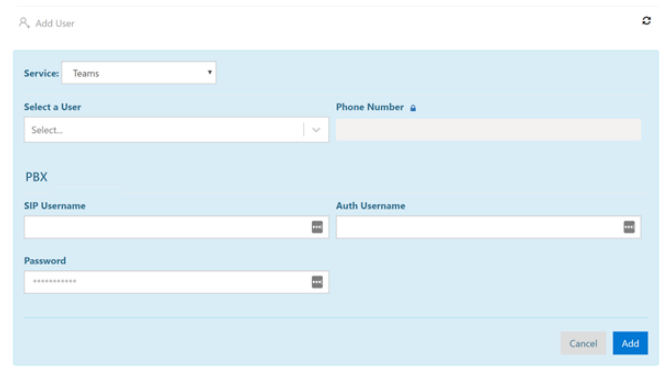 Add User
Service: Teams
Select a User Phone Number
Select...
PBX
SIP Username Auth Username
Password
***********
Cancel Add